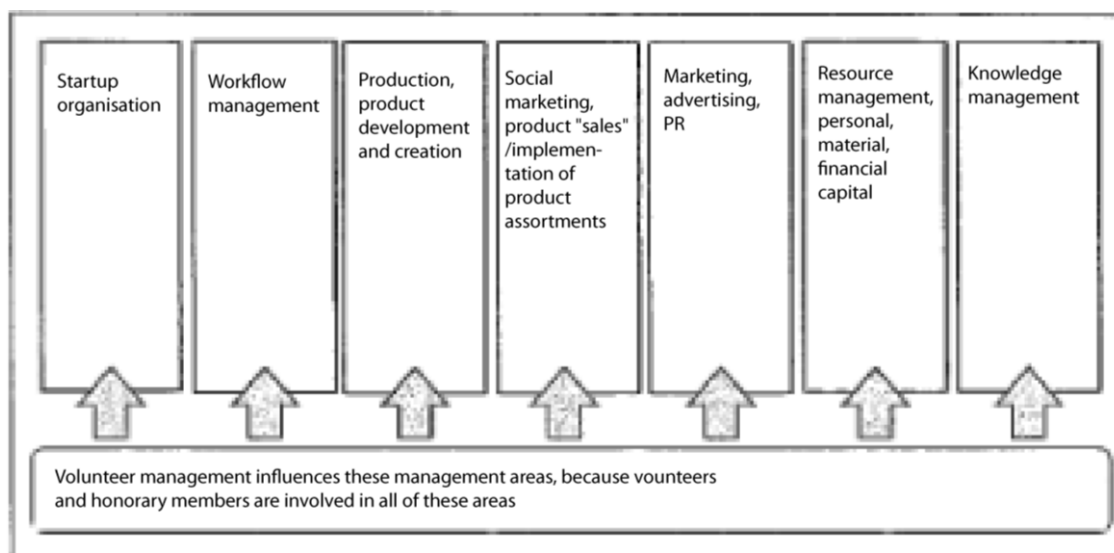 Startup
organisation
Workflow
management
Production,
product
development
and creation
Social
marketing,
product "sales"
/implemen-
tation of
product
assortments
Marketing,
advertising,
PR
Resource
management,
personal,
material,
financial
capital
Knowledge
management
Volunteer management influences these management areas, because vounteers
and honorary members are involved in all of these areas